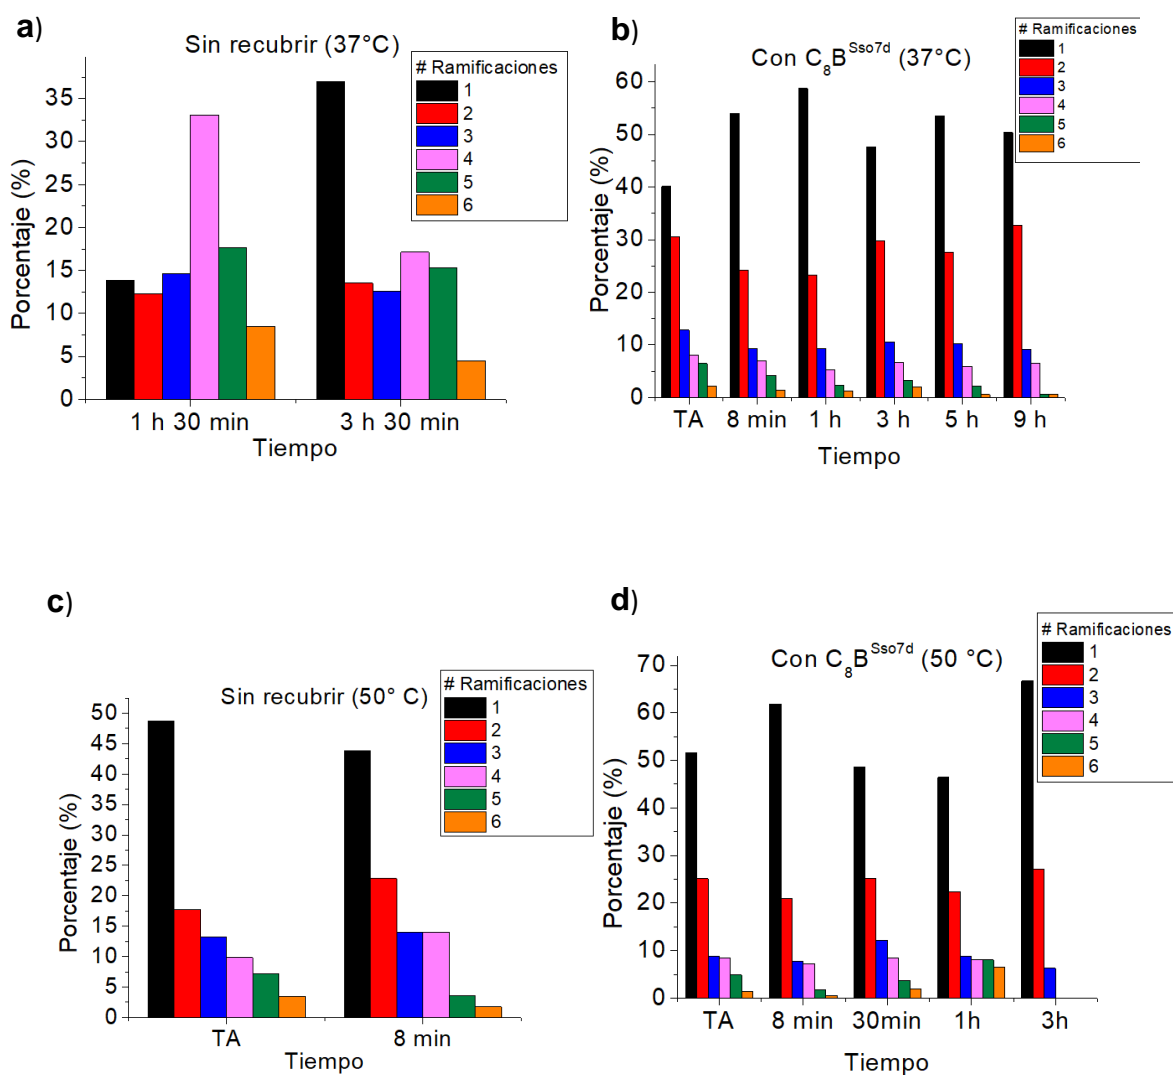 a)
Sin recubrir (37°C)
# Ramificaciones
1
2
3
4
5
6
Porcentaje (%)
35
30
25
20
15
10
5
0
1 h 30 min
3 h 30 min
Tiempo
b)
Con C₈B^Sso7d (37°C)
# Ramificaciones
1
2
3
4
5
6
Porcentaje (%)
60
50
40
30
20
10
0
TA
8 min
1 h
3 h
5 h
9 h
Tiempo
c)
Sin recubrir (50° C)
# Ramificaciones
1
2
3
4
5
6
Porcentaje (%)
50
45
40
35
30
25
20
15
10
5
0
TA
8 min
Tiempo
d)
Con C₈B^Sso7d (50 °C)
# Ramificaciones
1
2
3
4
5
6
Porcentaje (%)
70
60
50
40
30
20
10
0
TA
8 min
30min
1h
3h
Tiempo